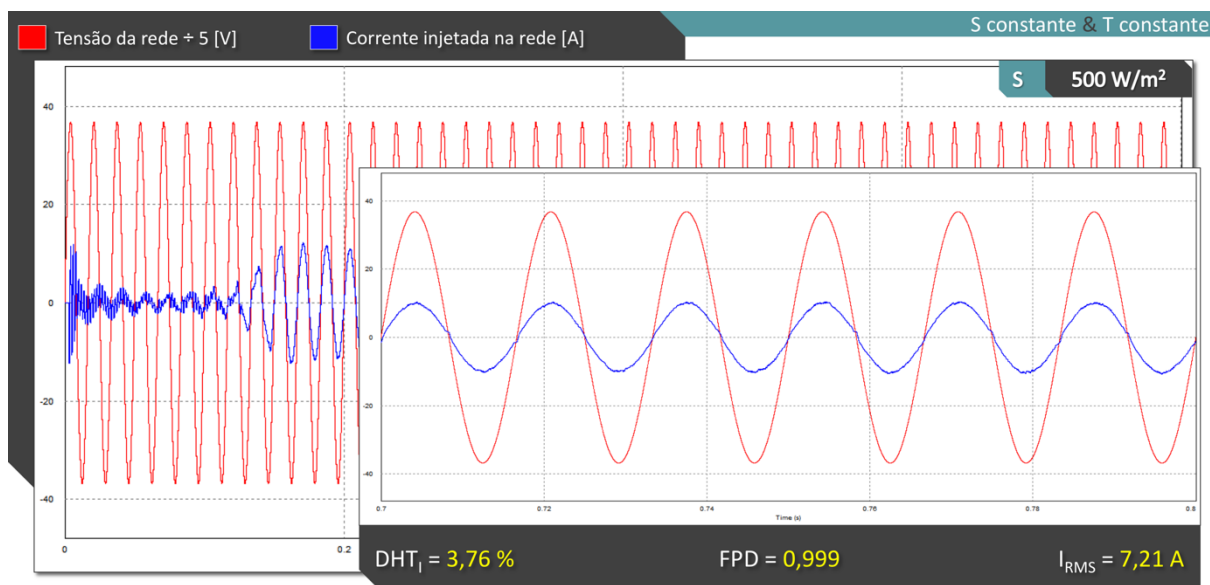 S constante & T constante
Tensão da rede ÷ 5 [V]
Corrente injetada na rede [A]
S
500 W/m²
40
20
0
-20
-40
0
0.2
40
20
0
-20
-40
0.7
0.72
0.74
0.76
0.78
0.8
Time (s)
DHT_I = 3,76 %
FPD = 0,999
I_RMS = 7,21 A